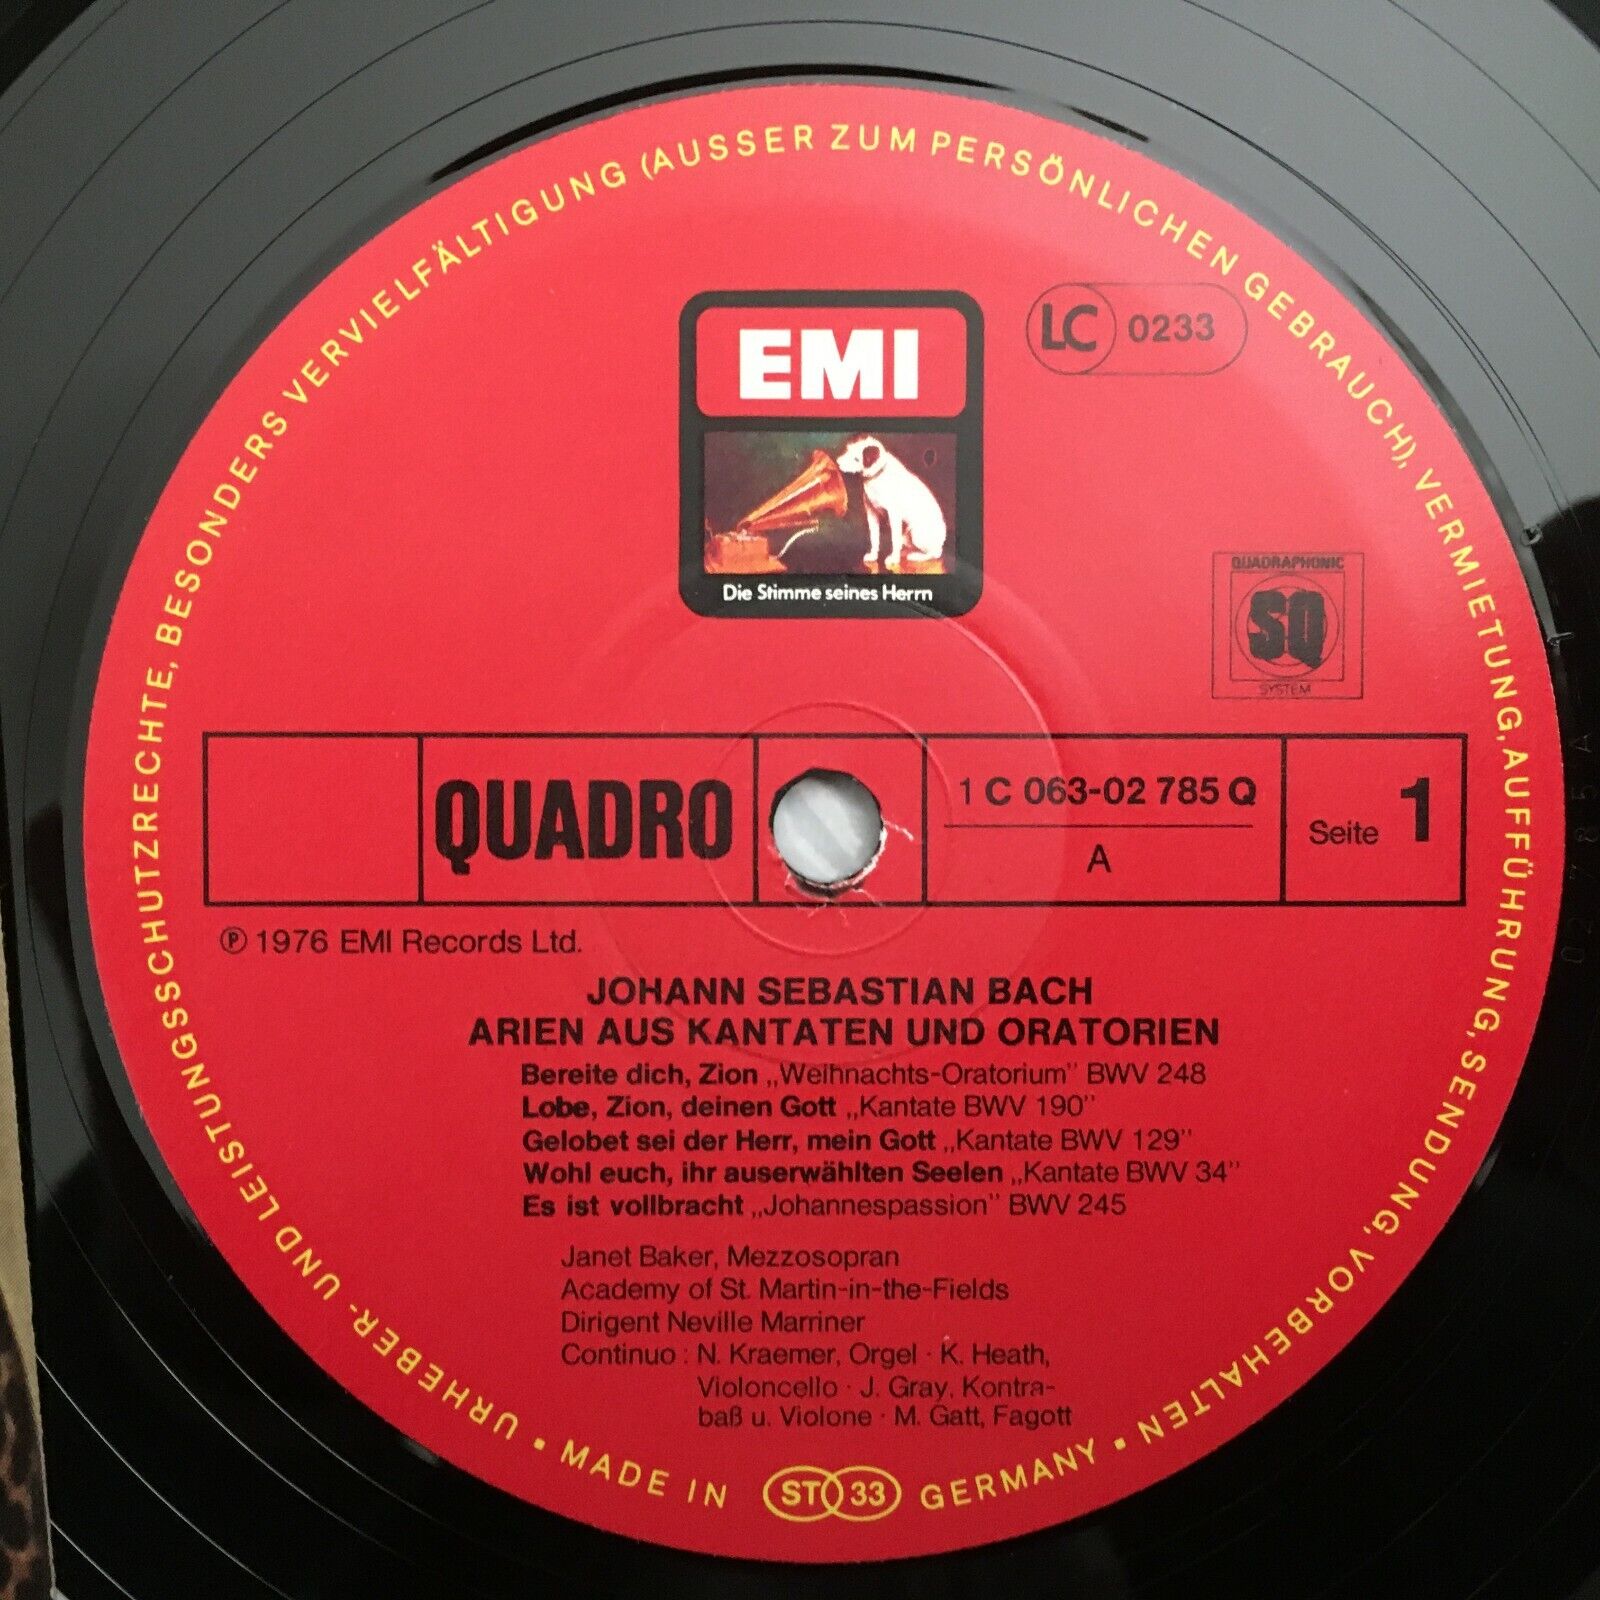 URHEBER- UND LEISTUNGSSCHUTZRECHTE, BESONDERS VERVIELFÄLTIGUNG (AUSSER ZUM PERSÖNLICHEN GEBRAUCH), VERMIETUNG, AUFFÜHRUNG, SENDUNG, VORBEHALTEN
EMI
LC 0233
Die Stimme seines Herrn
QUADRAPHONIC
SQ
SYSTEM
QUADRO
1 C 063-02 785 Q
A
Seite 1
℗ 1976 EMI Records Ltd.
JOHANN SEBASTIAN BACH
ARIEN AUS KANTATEN UND ORATORIEN
Bereite dich, Zion „Weihnachts-Oratorium” BWV 248
Lobe, Zion, deinen Gott „Kantate BWV 190”
Gelobet sei der Herr, mein Gott „Kantate BWV 129”
Wohl euch, ihr auserwählten Seelen „Kantate BWV 34”
Es ist vollbracht „Johannespassion” BWV 245
Janet Baker, Mezzosopran
Academy of St. Martin-in-the-Fields
Dirigent Neville Marriner
Continuo : N. Kraemer, Orgel · K. Heath,
Violoncello · J. Gray, Kontra-
baß u. Violone · M. Gatt, Fagott
MADE IN ST 33 GERMANY
02785 A